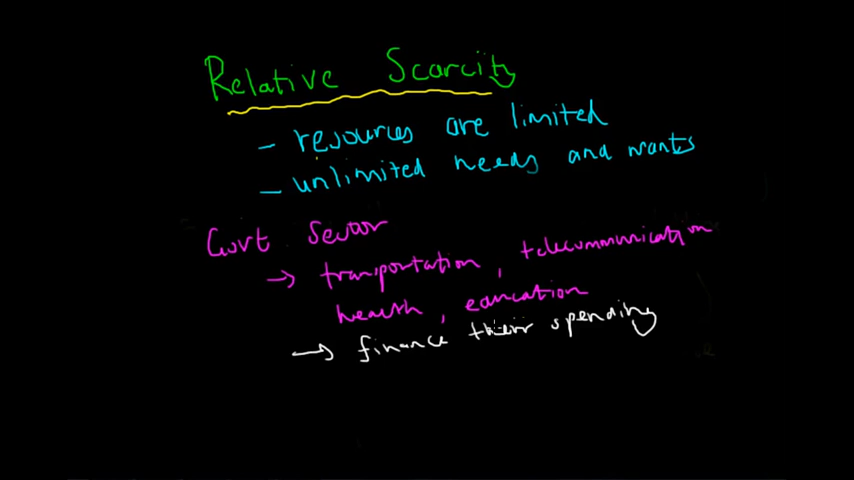 Relative Scarcity
- resources are limited
- unlimited needs and wants
Govt Sector
→ transportation, telecommunication
health, education
→ finance their spending